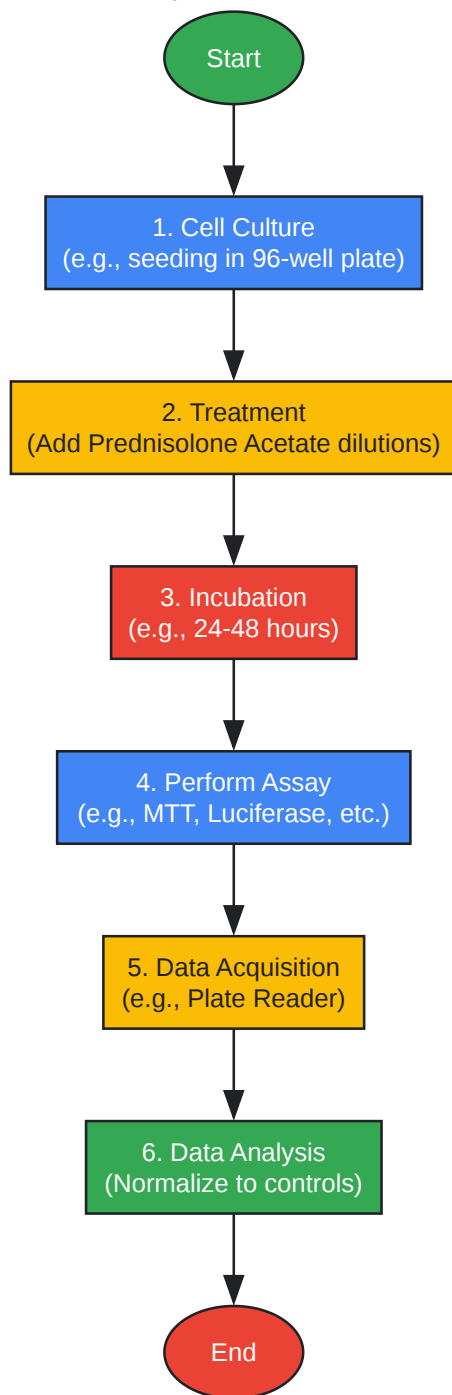 Start
1. Cell Culture
(e.g., seeding in 96-well plate)
2. Treatment
(Add Prednisolone Acetate dilutions)
3. Incubation
(e.g., 24-48 hours)
4. Perform Assay
(e.g., MTT, Luciferase, etc.)
5. Data Acquisition
(e.g., Plate Reader)
6. Data Analysis
(Normalize to controls)
End